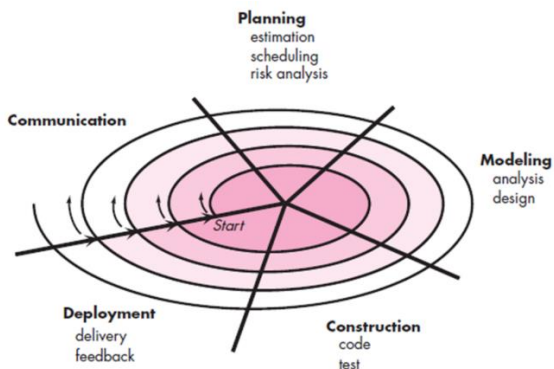 Planning
estimation
scheduling
risk analysis
Communication
Modeling
analysis
design
Start
Deployment
delivery
feedback
Construction
code
test